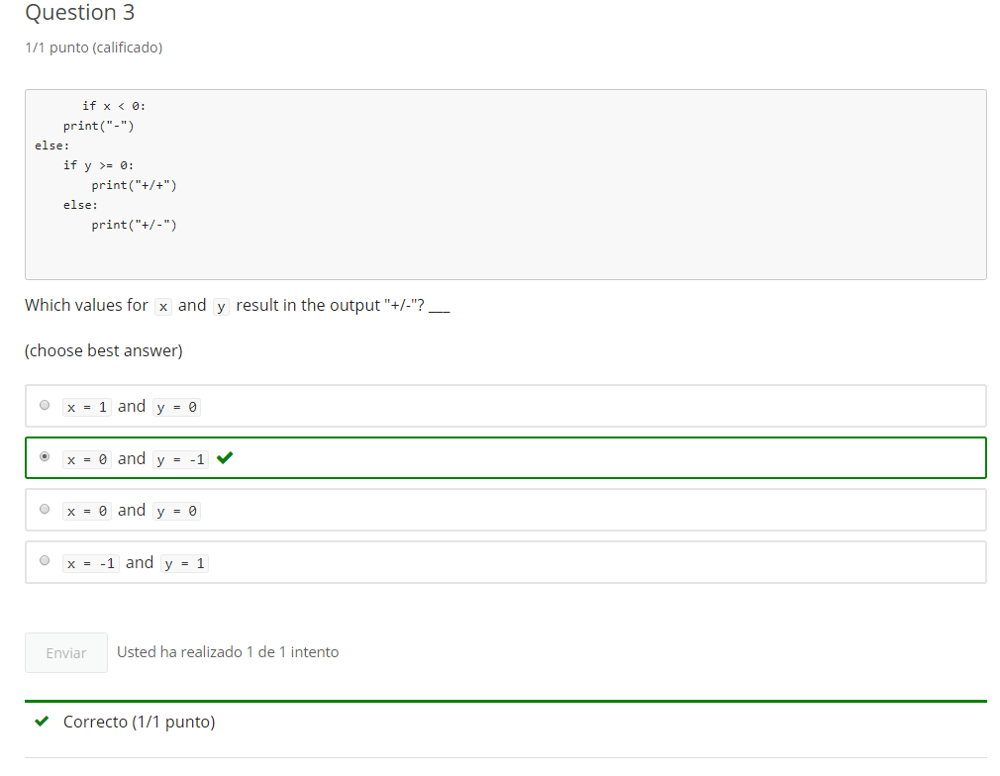 Question 3
1/1 punto (calificado)
if x < 0:
print("-")
else:
if y >= 0:
print("+/+")
else:
print("+/-")
Which values for x and y result in the output "+/-"? ___
(choose best answer)
x = 1 and y = 0
x = 0 and y = -1
x = 0 and y = 0
x = -1 and y = 1
Enviar Usted ha realizado 1 de 1 intento
Correcto (1/1 punto)